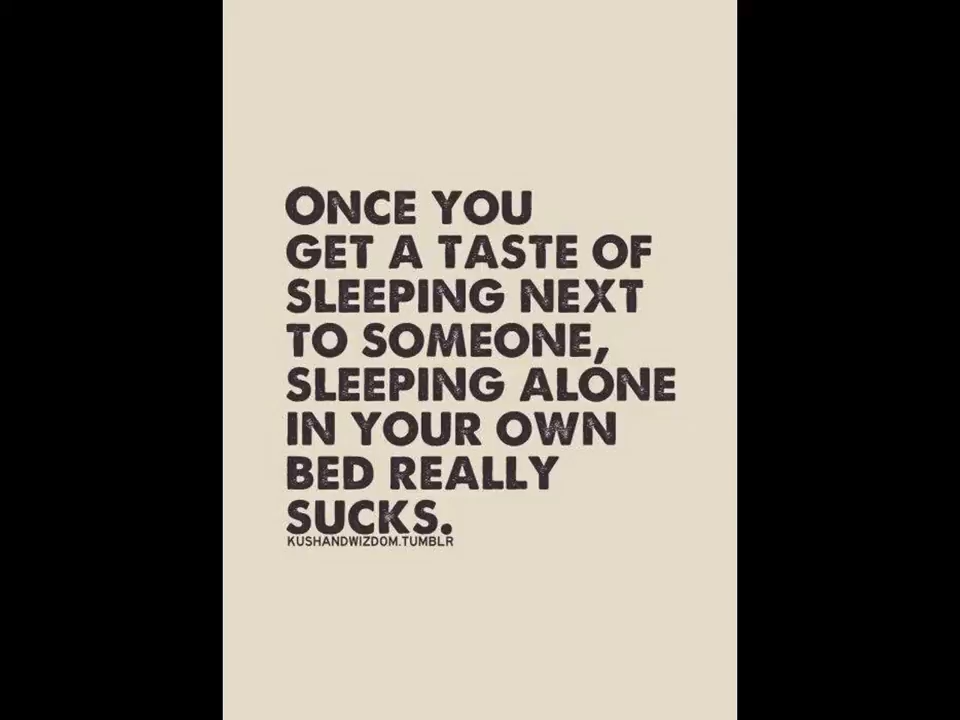 ONCE YOU
GET A TASTE OF
SLEEPING NEXT
TO SOMEONE,
SLEEPING ALONE
IN YOUR OWN
BED REALLY
SUCKS.
KUSHANDWIZDOM.TUMBLR